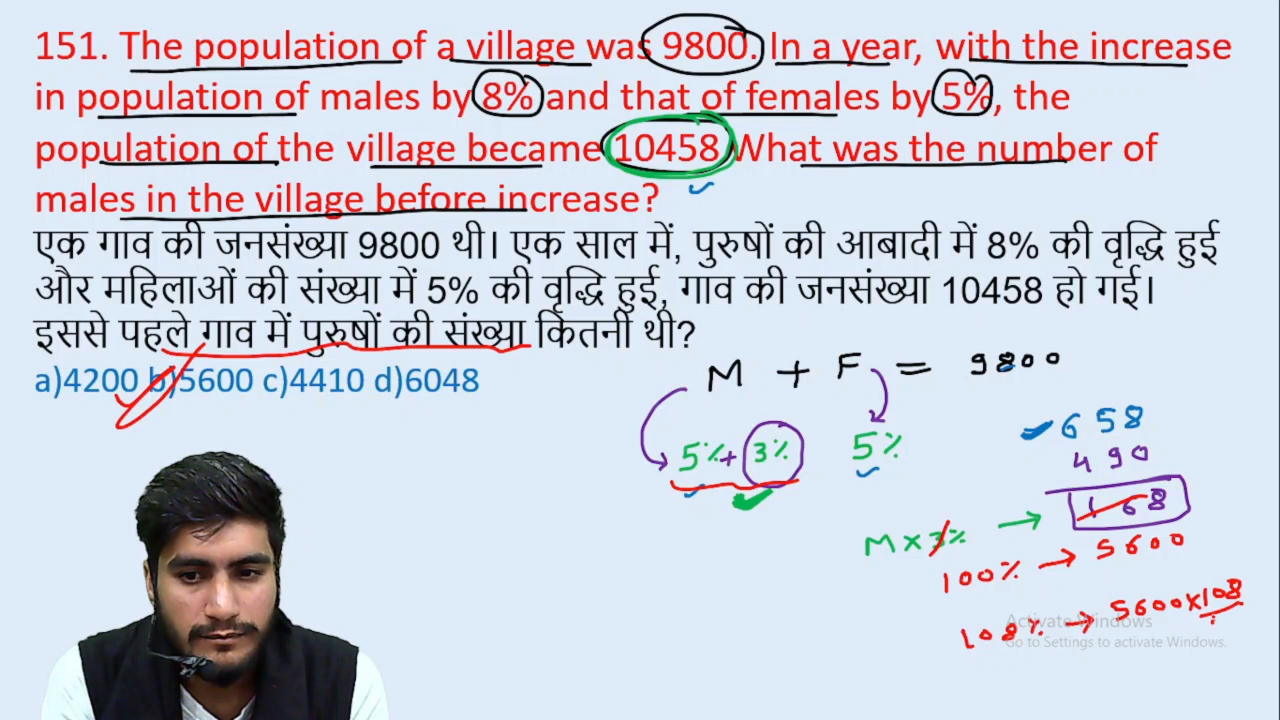 151. The population of a village was 9800. In a year, with the increase
in population of males by 8% and that of females by 5%, the
population of the village became 10458 What was the number of
males in the village before increase?
एक गाव की जनसंख्या 9800 थी। एक साल में, पुरुषों की आबादी में 8% की वृद्धि हुई
और महिलाओं की संख्या में 5% की वृद्धि हुई, गाव की जनसंख्या 10458 हो गई।
इससे पहले गाव में पुरुषों की संख्या कितनी थी?
a)4200 b)5600 c)4410 d)6048
M + F = 9800
5%+ 3% 5%
658
490
168
M×3%
100% → 5600
108% → 5600×108
Activate Windows
Go to Settings to activate Windows.